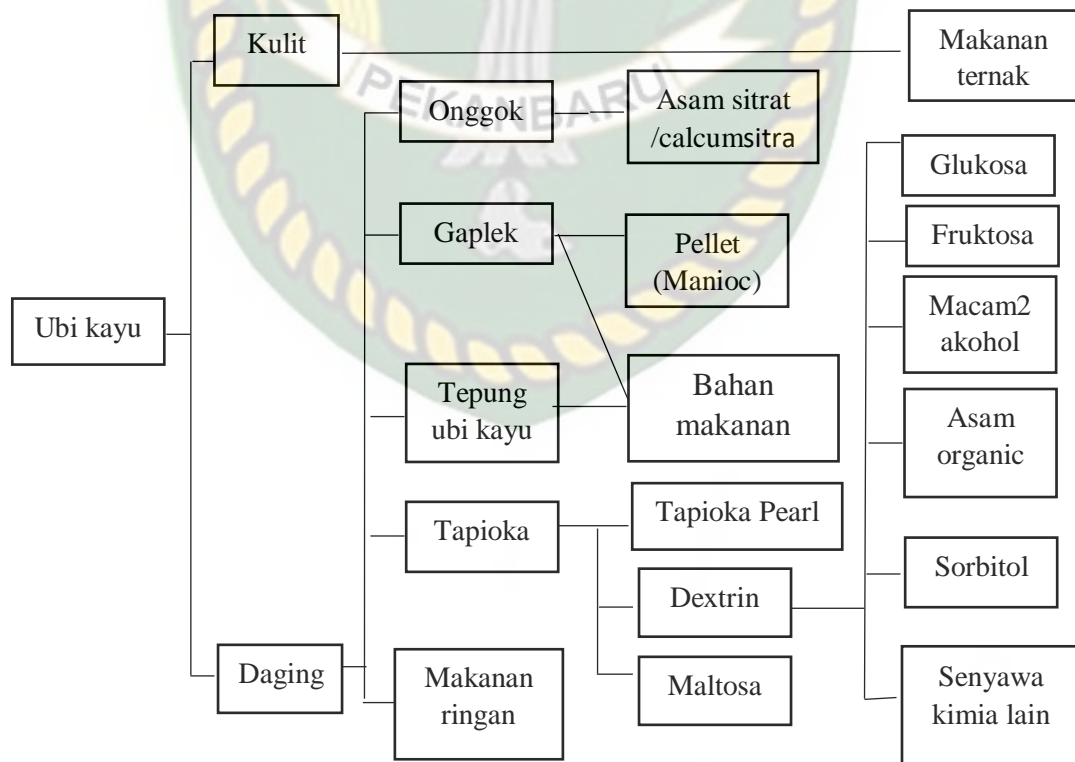 Kulit
Makanan
ternak
PEKANBARU
Onggok
Asam sitrat
/calcumsitra
Glukosa
Gaplek
Pellet
(Manioc)
Fruktosa
Ubi kayu
Macam2
akohol
Tepung
ubi kayu
Bahan
makanan
Asam
organic
Tapioka
Tapioka Pearl
Sorbitol
Dextrin
Daging
Makanan
ringan
Maltosa
Senyawa
kimia lain